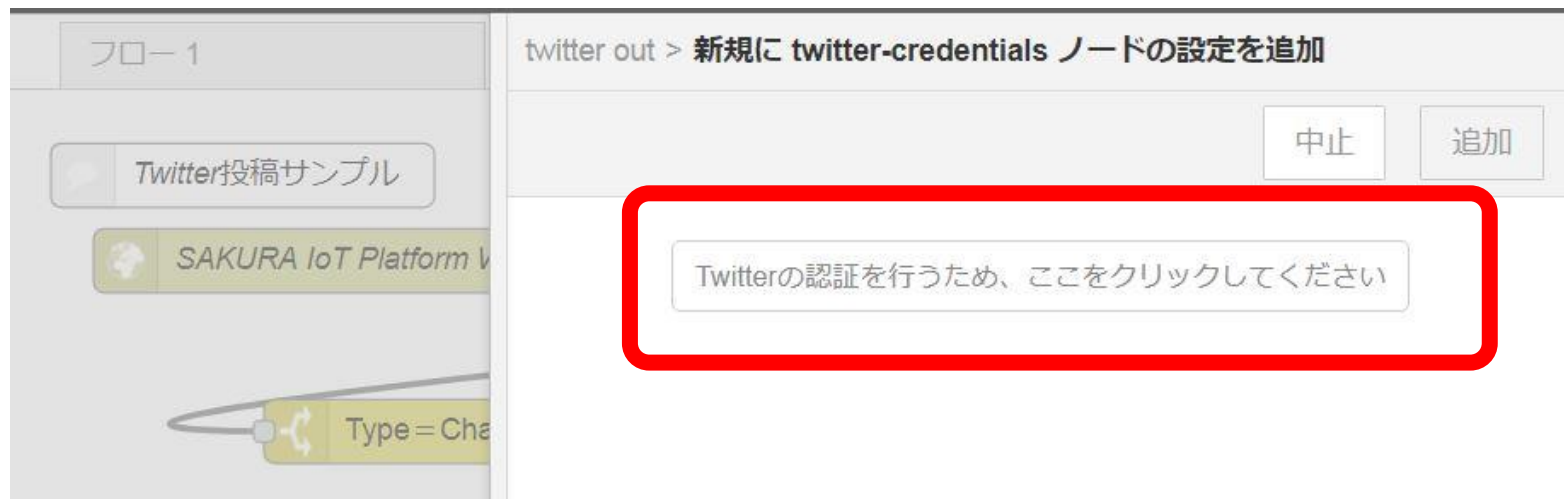 フロー 1
twitter out > 新規に twitter-credentials ノードの設定を追加
中止
追加
Twitter投稿サンプル
SAKURA IoT Platform
Twitterの認証を行うため、ここをクリックしてください
Type = Cha